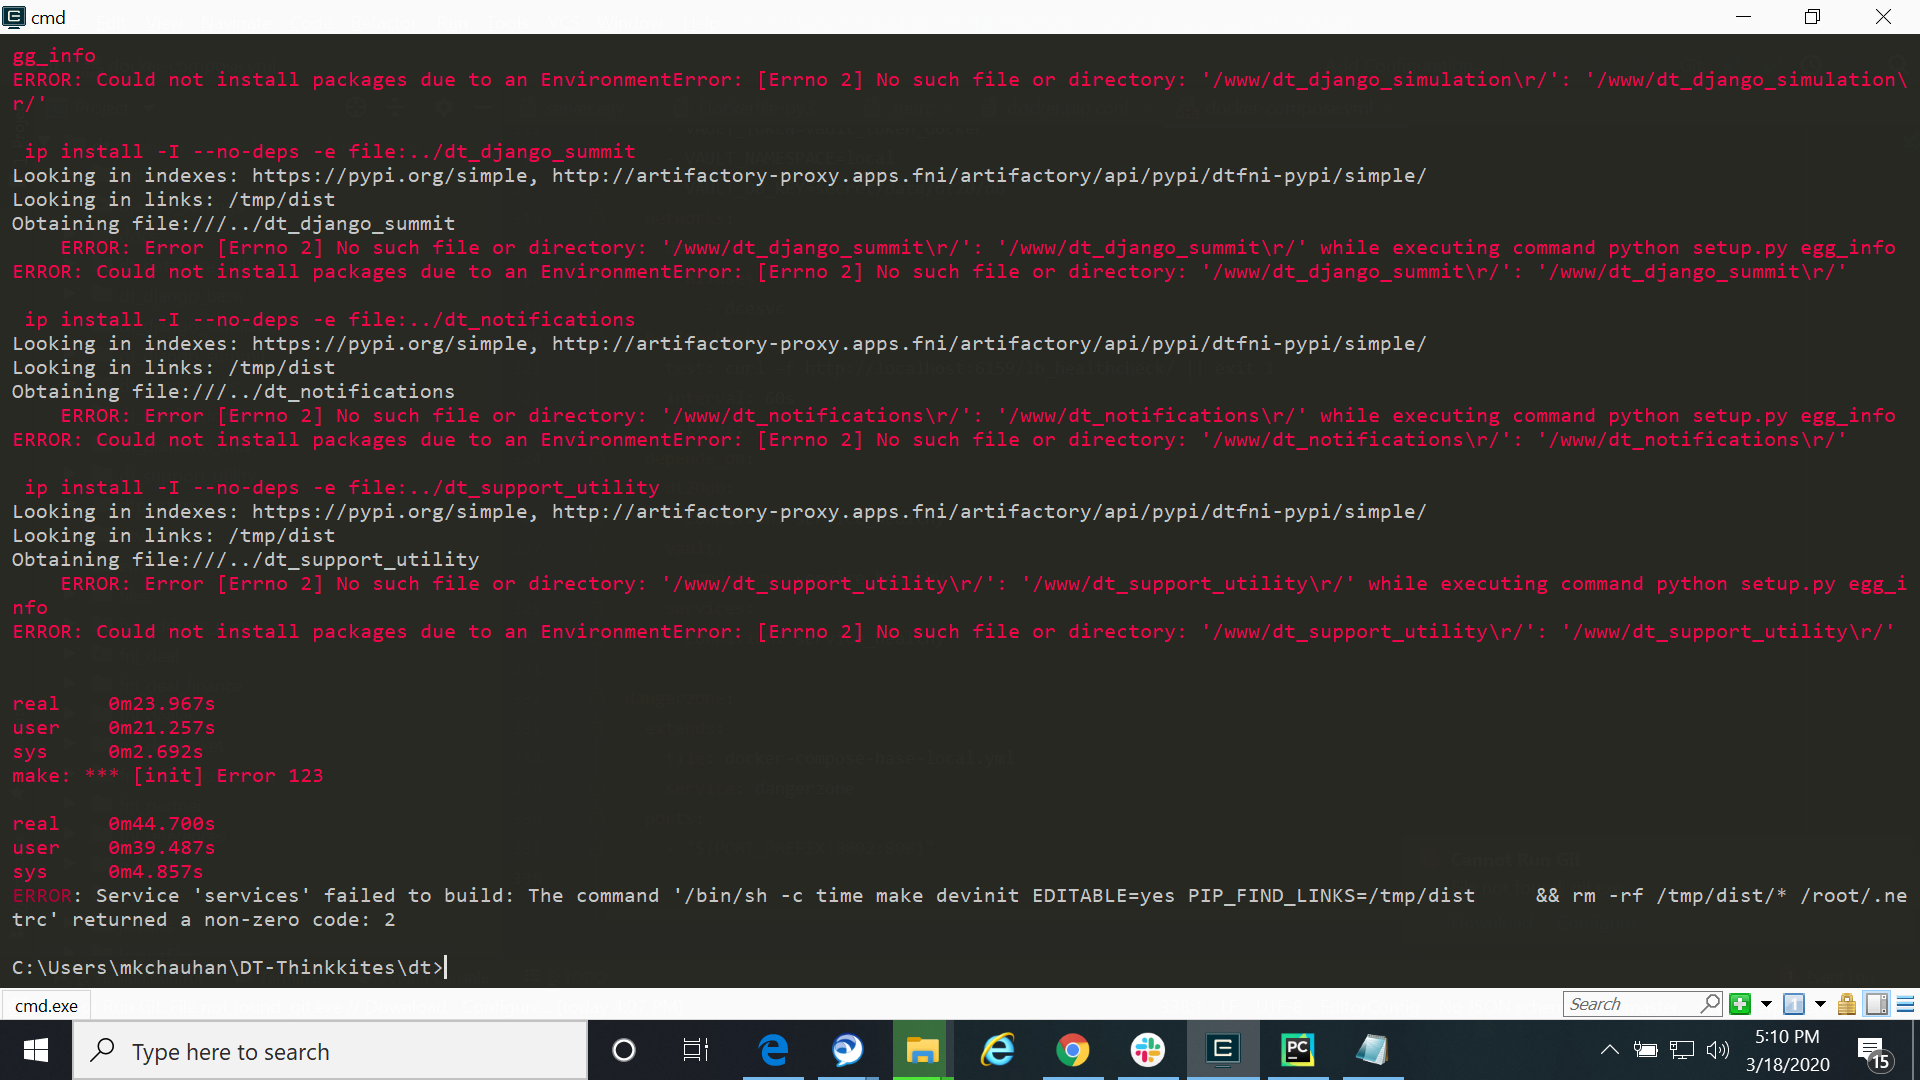 cmd
gg_info
ERROR: Could not install packages due to an EnvironmentError: [Errno 2] No such file or directory: '/www/dt_django_simulation\r/': '/www/dt_django_simulation\
r/'
ip install -I --no-deps -e file:../dt_django_summit
Looking in indexes: https://pypi.org/simple, http://artifactory-proxy.apps.fni/artifactory/api/pypi/dtfni-pypi/simple/
Looking in links: /tmp/dist
Obtaining file:///../dt_django_summit
ERROR: Error [Errno 2] No such file or directory: '/www/dt_django_summit\r/': '/www/dt_django_summit\r/' while executing command python setup.py egg_info
ERROR: Could not install packages due to an EnvironmentError: [Errno 2] No such file or directory: '/www/dt_django_summit\r/': '/www/dt_django_summit\r/'
ip install -I --no-deps -e file:../dt_notifications
Looking in indexes: https://pypi.org/simple, http://artifactory-proxy.apps.fni/artifactory/api/pypi/dtfni-pypi/simple/
Looking in links: /tmp/dist
Obtaining file:///../dt_notifications
ERROR: Error [Errno 2] No such file or directory: '/www/dt_notifications\r/': '/www/dt_notifications\r/' while executing command python setup.py egg_info
ERROR: Could not install packages due to an EnvironmentError: [Errno 2] No such file or directory: '/www/dt_notifications\r/': '/www/dt_notifications\r/'
ip install -I --no-deps -e file:../dt_support_utility
Looking in indexes: https://pypi.org/simple, http://artifactory-proxy.apps.fni/artifactory/api/pypi/dtfni-pypi/simple/
Looking in links: /tmp/dist
Obtaining file:///../dt_support_utility
ERROR: Error [Errno 2] No such file or directory: '/www/dt_support_utility\r/': '/www/dt_support_utility\r/' while executing command python setup.py egg_i
nfo
ERROR: Could not install packages due to an EnvironmentError: [Errno 2] No such file or directory: '/www/dt_support_utility\r/': '/www/dt_support_utility\r/'
real 0m23.967s
user 0m21.257s
sys 0m2.692s
make: *** [init] Error 123
real 0m44.700s
user 0m39.487s
sys 0m4.857s
ERROR: Service 'services' failed to build: The command '/bin/sh -c time make devinit EDITABLE=yes PIP_FIND_LINKS=/tmp/dist && rm -rf /tmp/dist/* /root/.ne
trc' returned a non-zero code: 2
C:\Users\mkchauhan\DT-Thinkkites\dt>
cmd.exe
Search
1
Type here to search
PC
5:10 PM
3/18/2020
15